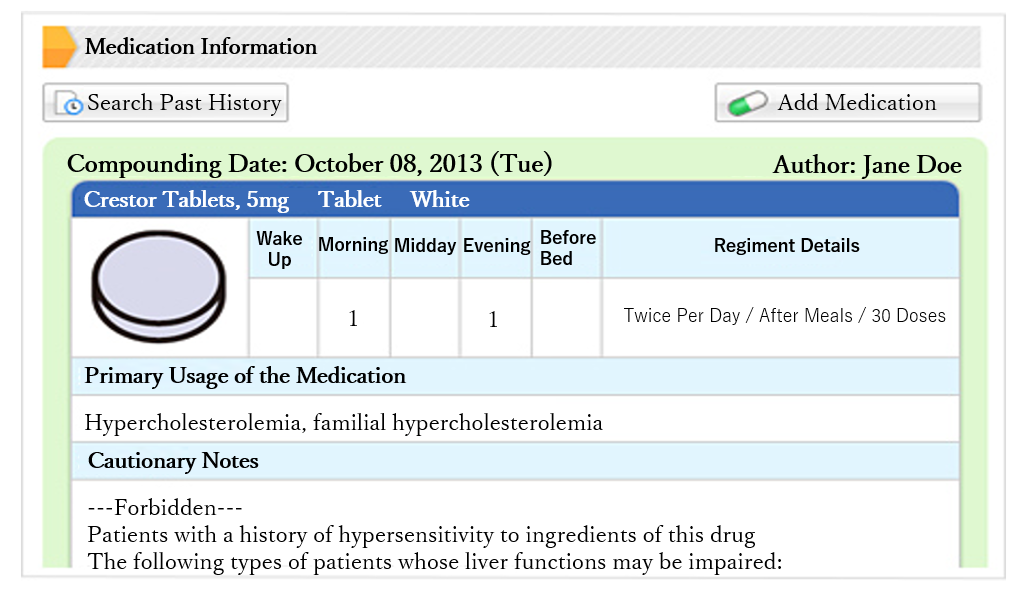 Medication Information
Search Past History
Add Medication
Compounding Date: October 08, 2013 (Tue)
Author: Jane Doe
Crestor Tablets, 5mg Tablet White
Wake Up
Morning
Midday
Evening
Before Bed
Regiment Details
1
1
Twice Per Day / After Meals / 30 Doses
Primary Usage of the Medication
Hypercholesterolemia, familial hypercholesterolemia
Cautionary Notes
---Forbidden---
Patients with a history of hypersensitivity to ingredients of this drug
The following types of patients whose liver functions may be impaired: